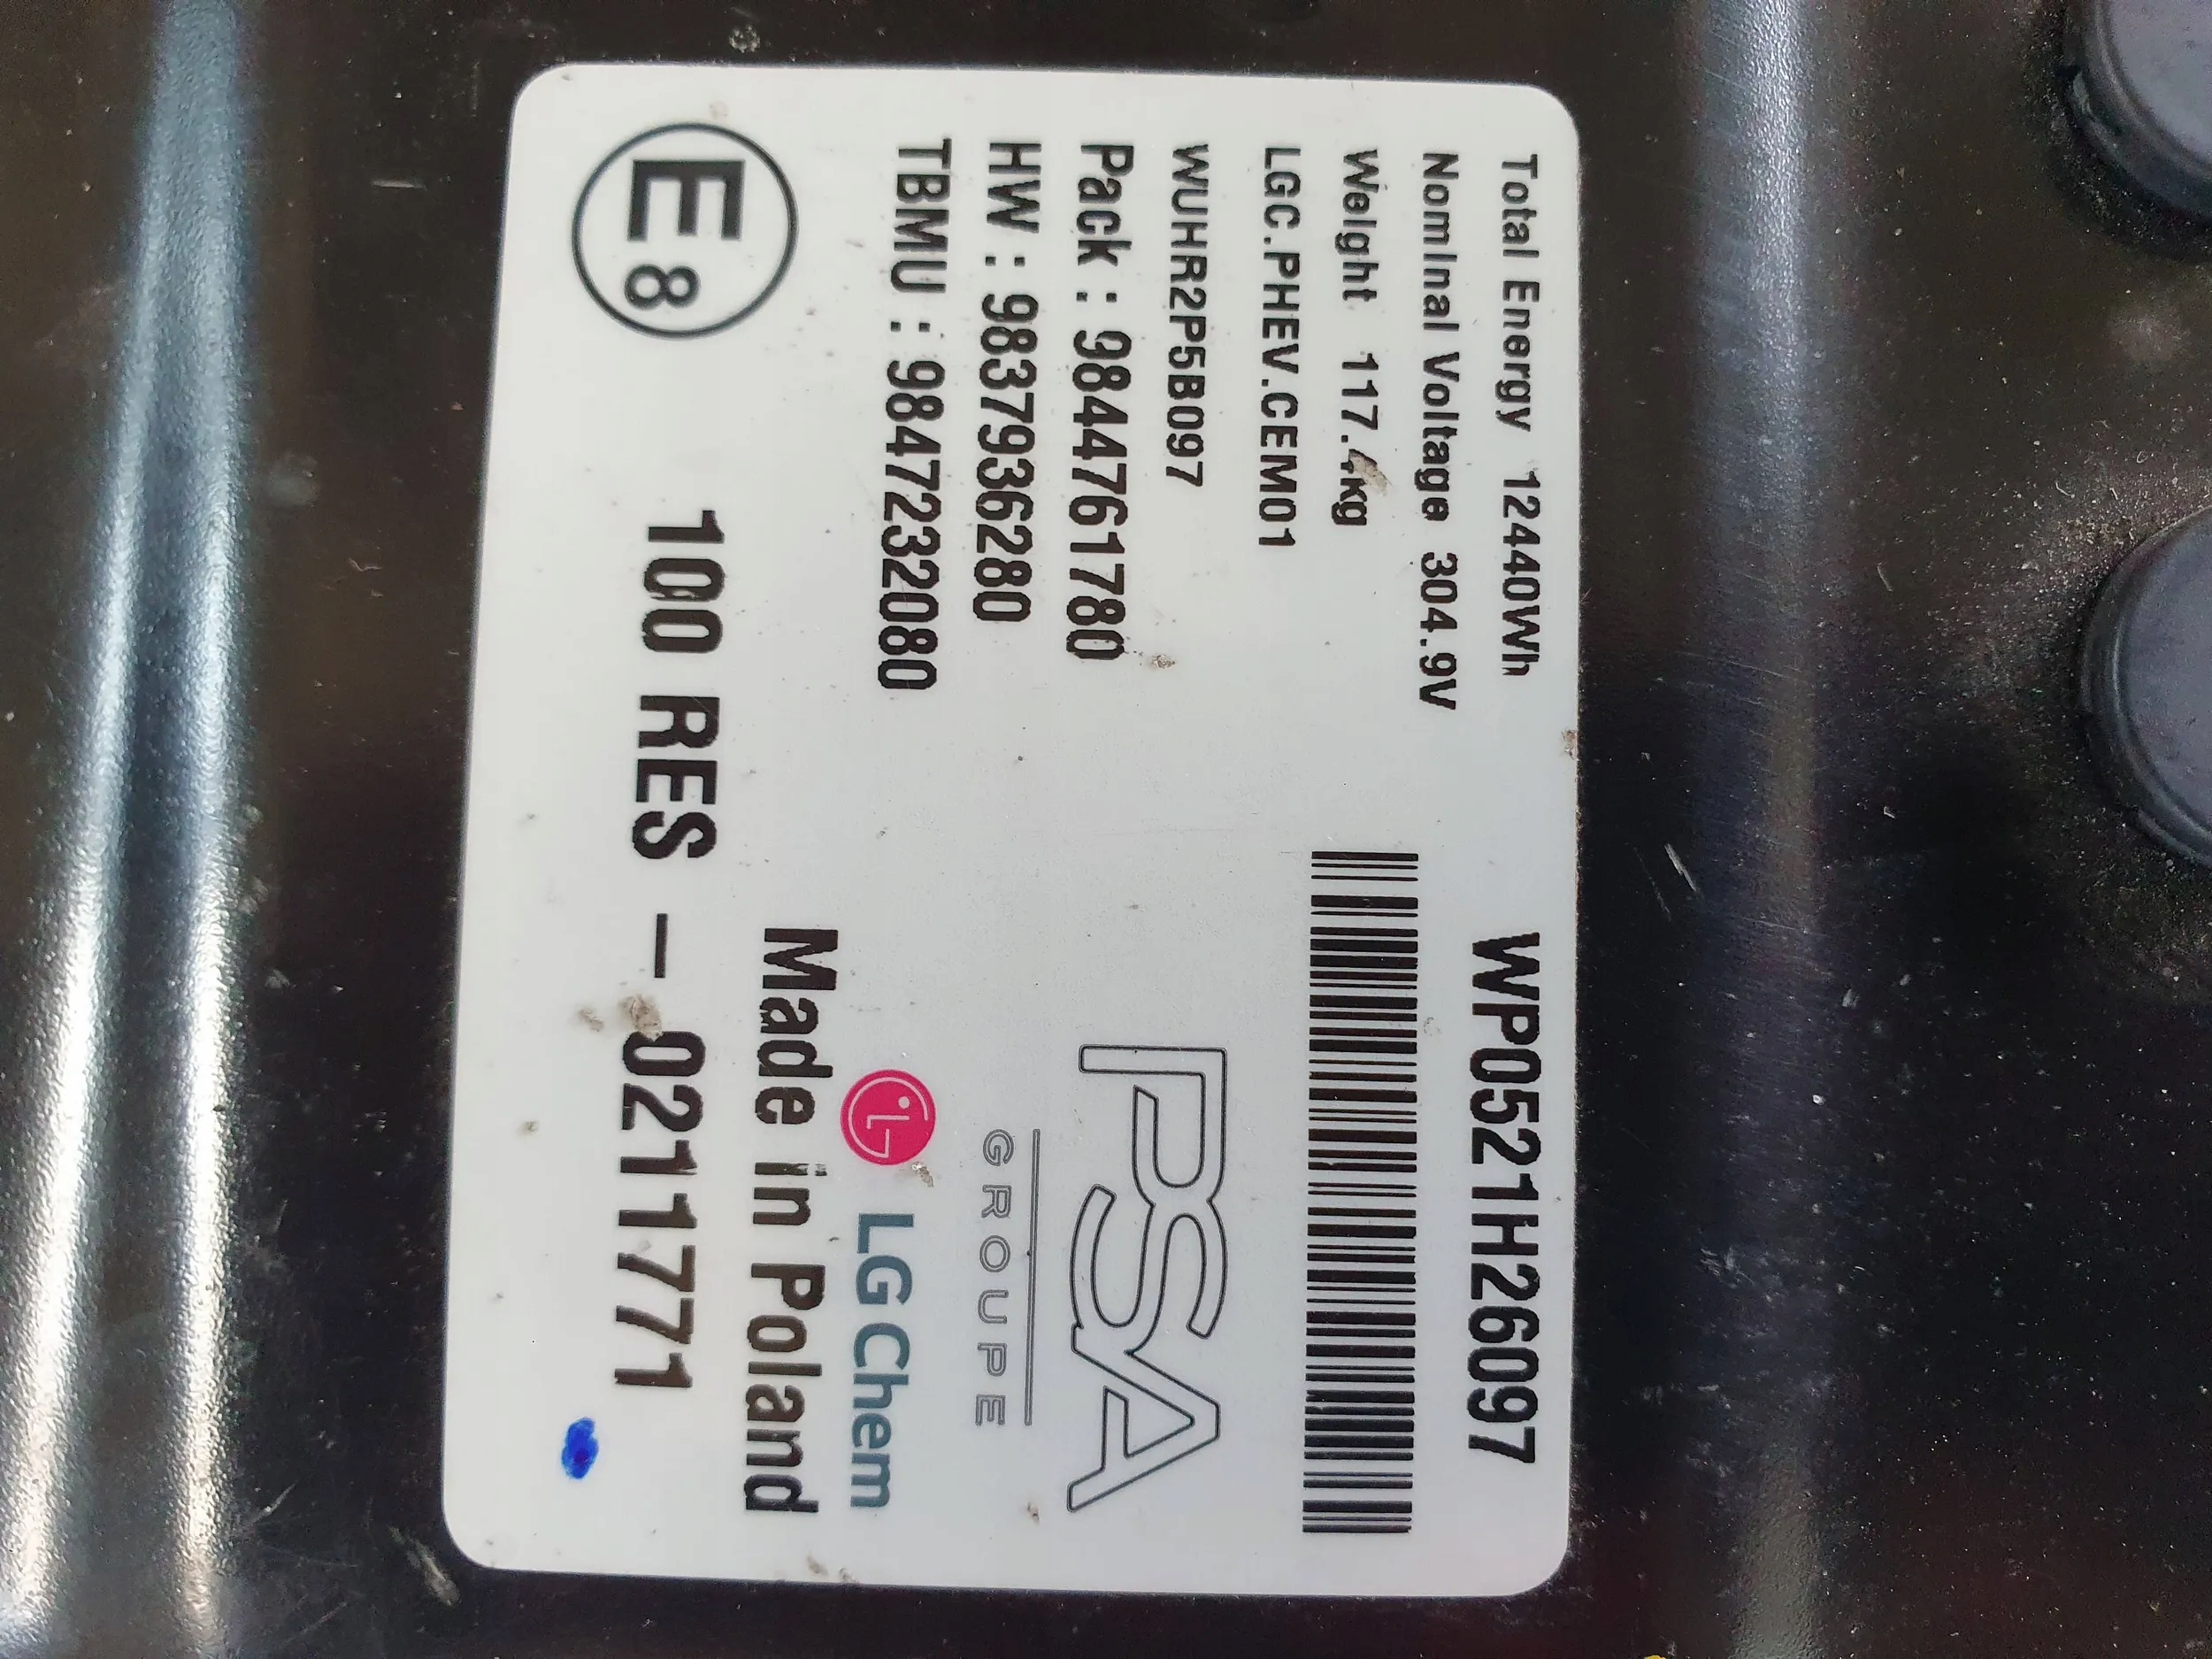 Total Energy 12440Wh
Nominal Voltage 304.9V
Weight 117.4kg
LGC.PHEV.CEM01
WUHR2P5B097
Pack : 9844761780
HW : 9837936280
TBMU : 9847232080
WP0521H26097
PSA
GROUPE
LG LG Chem
Made in Poland
E8
100 RES – 0211771